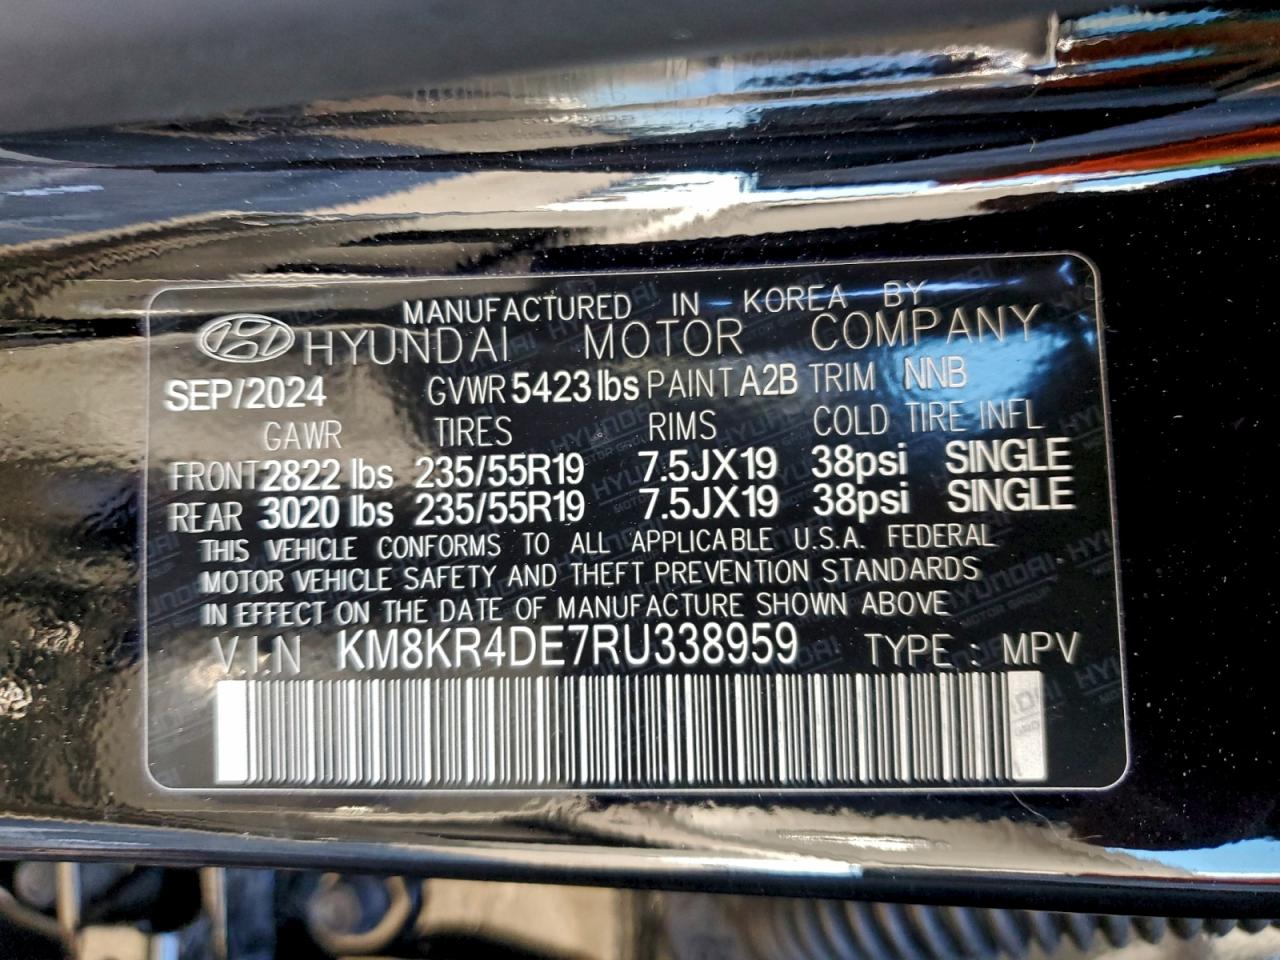 MANUFACTURED IN KOREA BY
HYUNDAI MOTOR COMPANY
SEP/2024 GVWR 5423 lbs PAINT A2B TRIM NNB
GAWR TIRES RIMS COLD TIRE INFL
FRONT 2822 lbs 235/55R19 7.5JX19 38psi SINGLE
REAR 3020 lbs 235/55R19 7.5JX19 38psi SINGLE
THIS VEHICLE CONFORMS TO ALL APPLICABLE U.S.A. FEDERAL
MOTOR VEHICLE SAFETY AND THEFT PREVENTION STANDARDS
IN EFFECT ON THE DATE OF MANUFACTURE SHOWN ABOVE
V.I.N KM8KR4DE7RU338959 TYPE : MPV